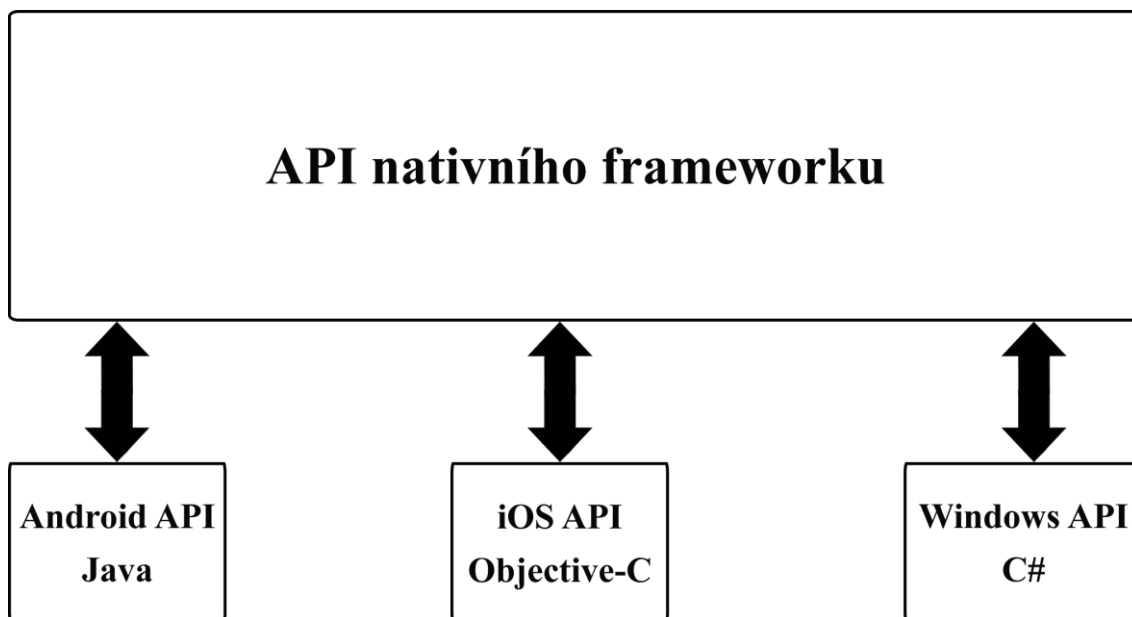 API nativního frameworku
Android API
Java
iOS API
Objective-C
Windows API
C#